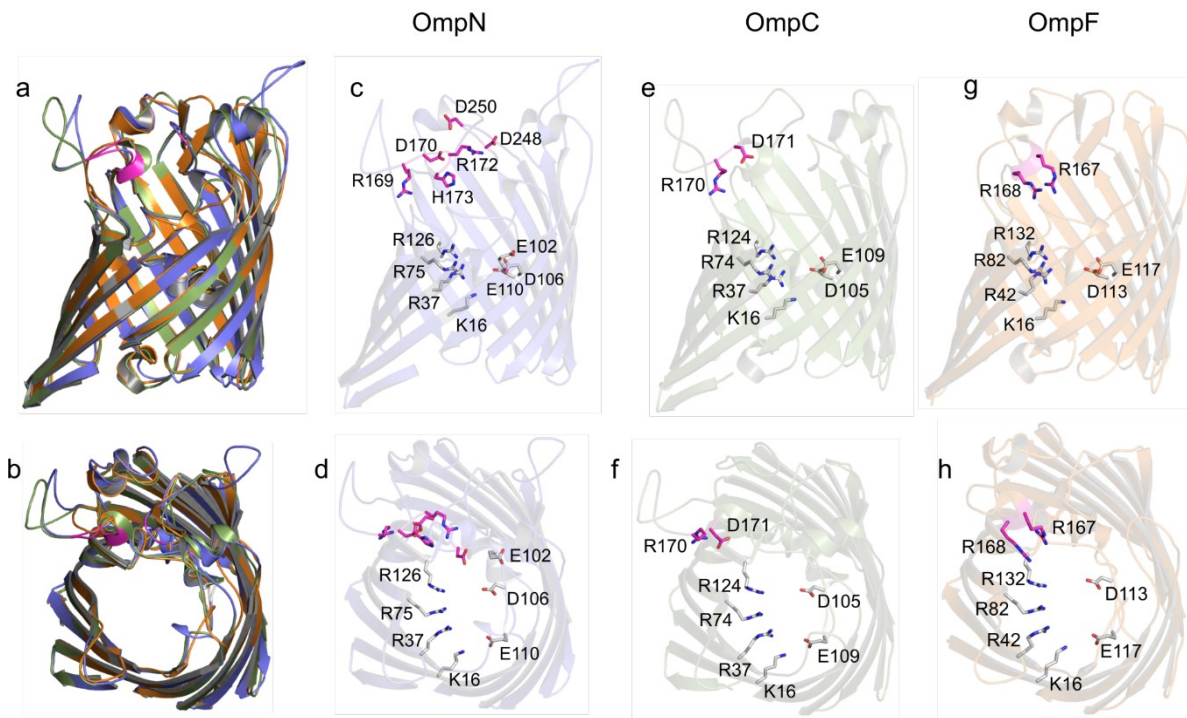 OmpN OmpC OmpF
a
c
D250
D170
D248
R172
R169
H173
R126
E102
R75
E110
D106
R37
K16
e
D171
R170
R124
R74
E109
R37
D105
K16
g
R167
R168
R132
R82
E117
R42
D113
K16
b
d
E102
R126
D106
R75
R37
E110
K16
f
D171
R170
R124
D105
R74
E109
R37
K16
h
R167
R168
R132
D113
R82
R42
E117
K16